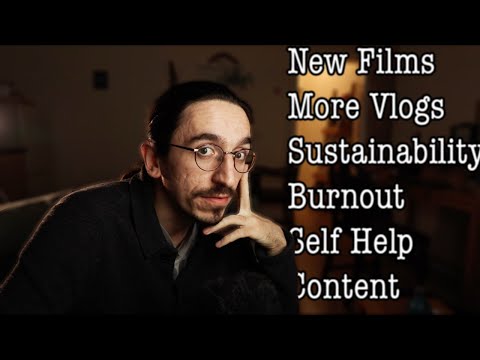 New Films
More Vlogs
Sustainability
Burnout
Self Help
Content